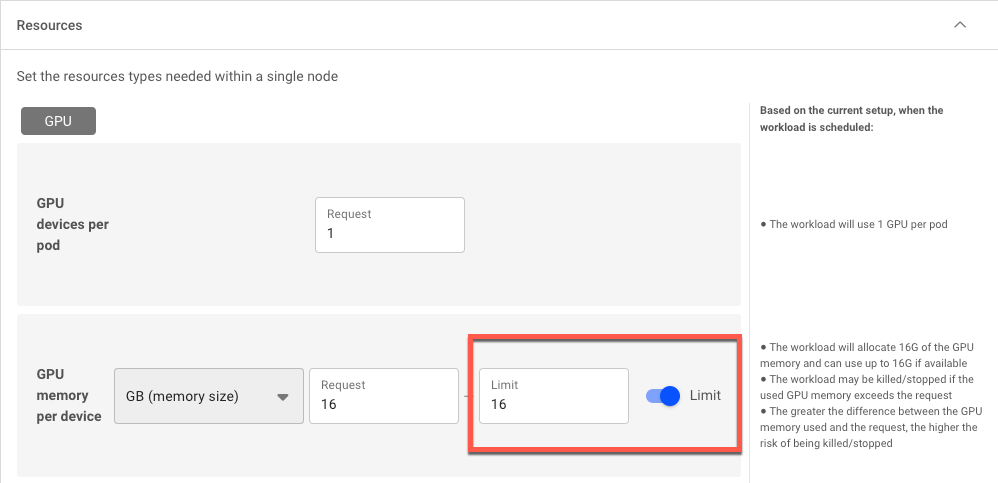 Resources
Set the resources types needed within a single node
GPU
Based on the current setup, when the
workload is scheduled:
GPU
devices per
pod
Request
1
● The workload will use 1 GPU per pod
GPU
memory
per device
GB (memory size)
Request
16
-
Limit
16
Limit
● The workload will allocate 16G of the GPU
memory and can use up to 16G if available
● The workload may be killed/stopped if the
used GPU memory exceeds the request
● The greater the difference between the GPU
memory used and the request, the higher the
risk of being killed/stopped